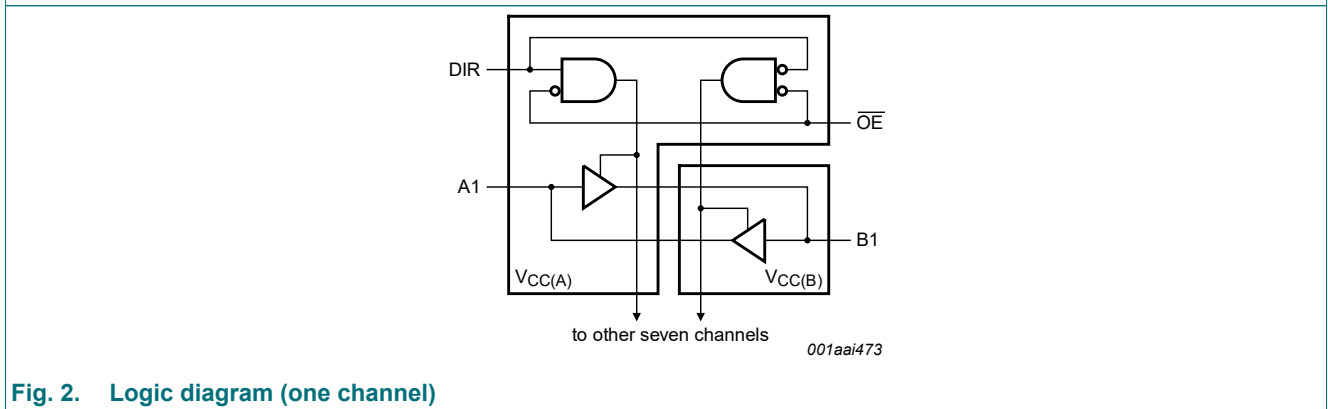 DIR
OE
A1
B1
VCC(A)
VCC(B)
to other seven channels
001aai473
Fig. 2. Logic diagram (one channel)